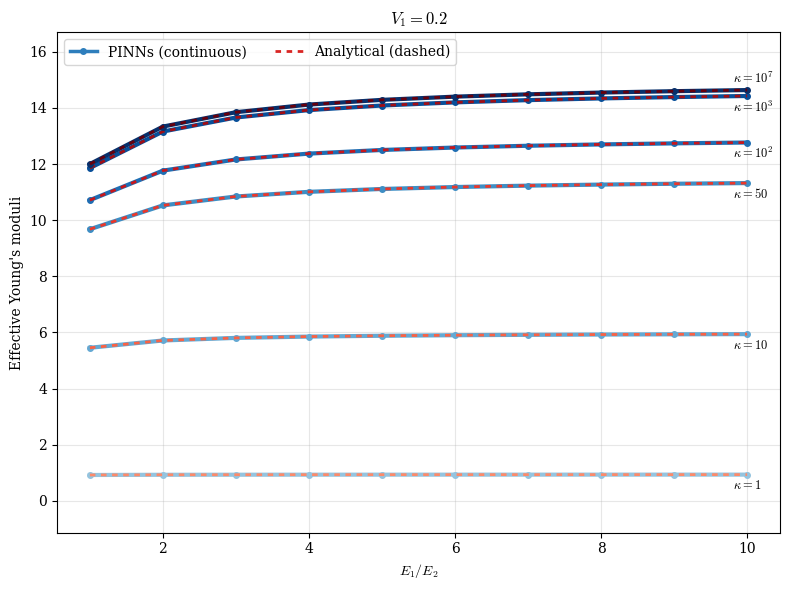 V₁ = 0.2
PINNs (continuous) Analytical (dashed)
Effective Young's moduli
16
14
12
10
8
6
4
2
0
κ = 10⁷
κ = 10³
κ = 10²
κ = 50
κ = 10
κ = 1
2 4 6 8 10
E₁/E₂